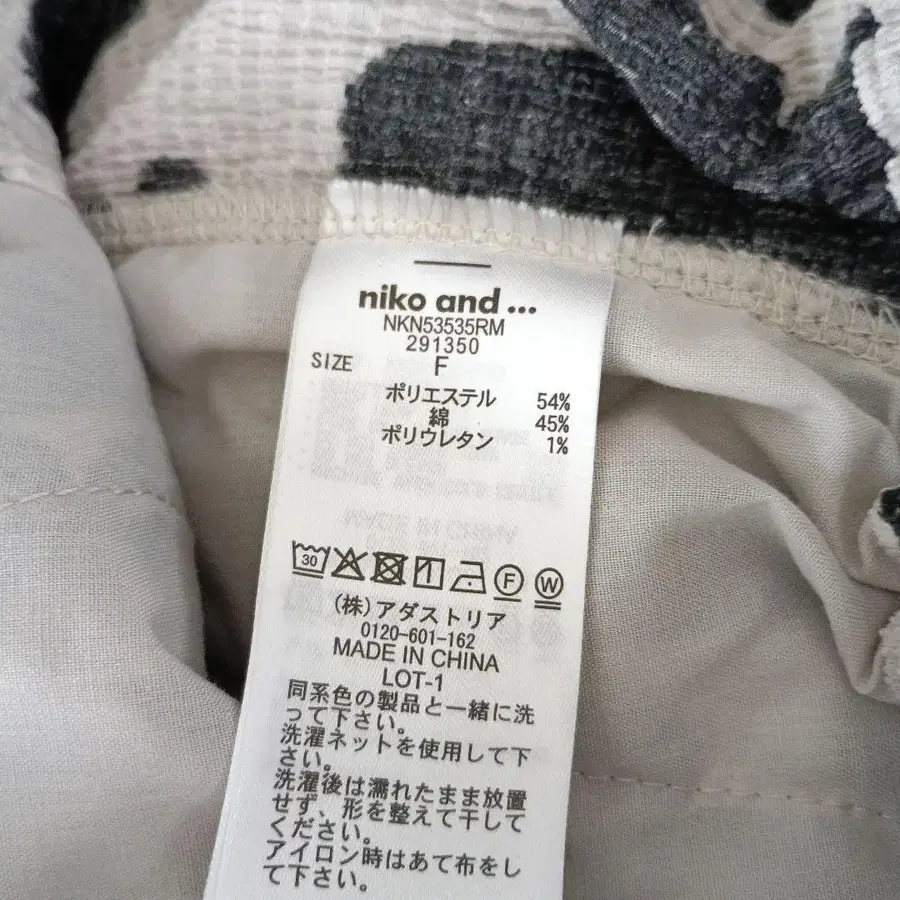 niko and ...
NKN53535RM
291350
SIZE F
ポリエステル 54%
綿 45%
ポリウレタン 1%
30 F W
(株)アダストリア
0120-601-162
MADE IN CHINA
LOT-1
同系色の製品と一緒に洗
って下さい。
洗濯ネットを使用して下
さい。
洗濯後は濡れたまま放置
せず、形を整えて干して
ください。
アイロン時はあて布をし
て下さい。